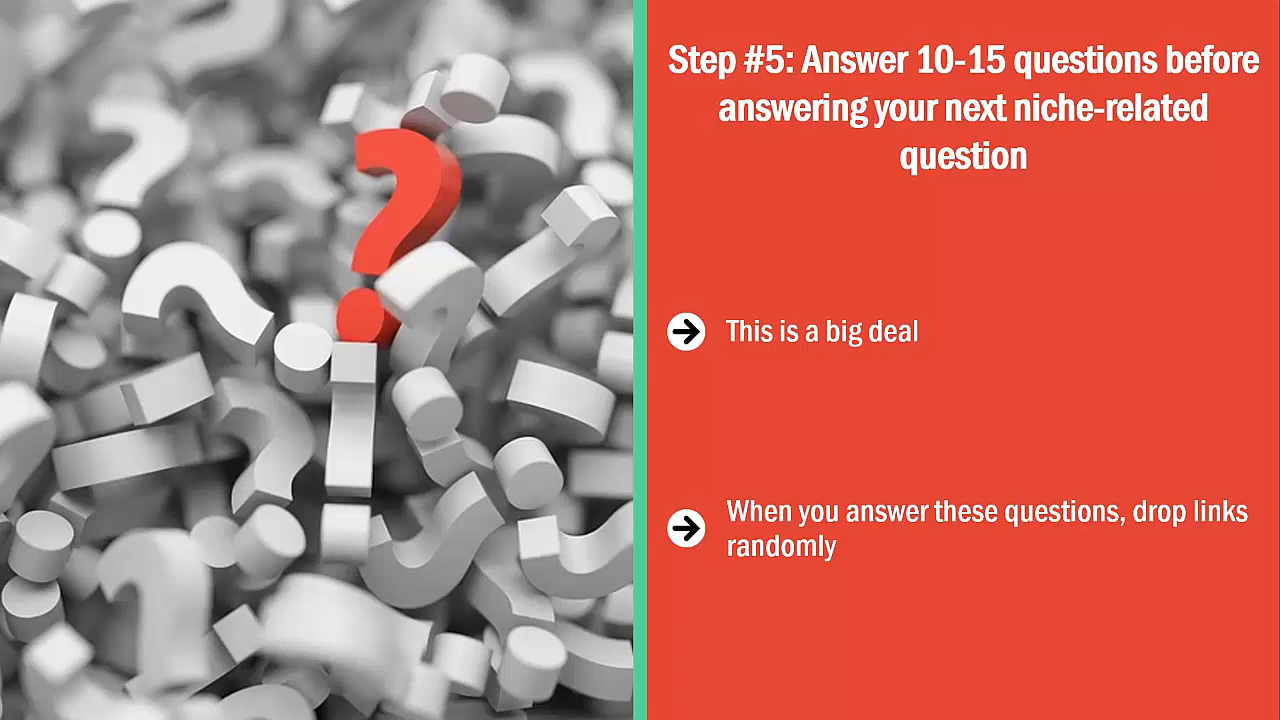 Step #5: Answer 10-15 questions before
answering your next niche-related
question
This is a big deal
When you answer these questions, drop links
randomly